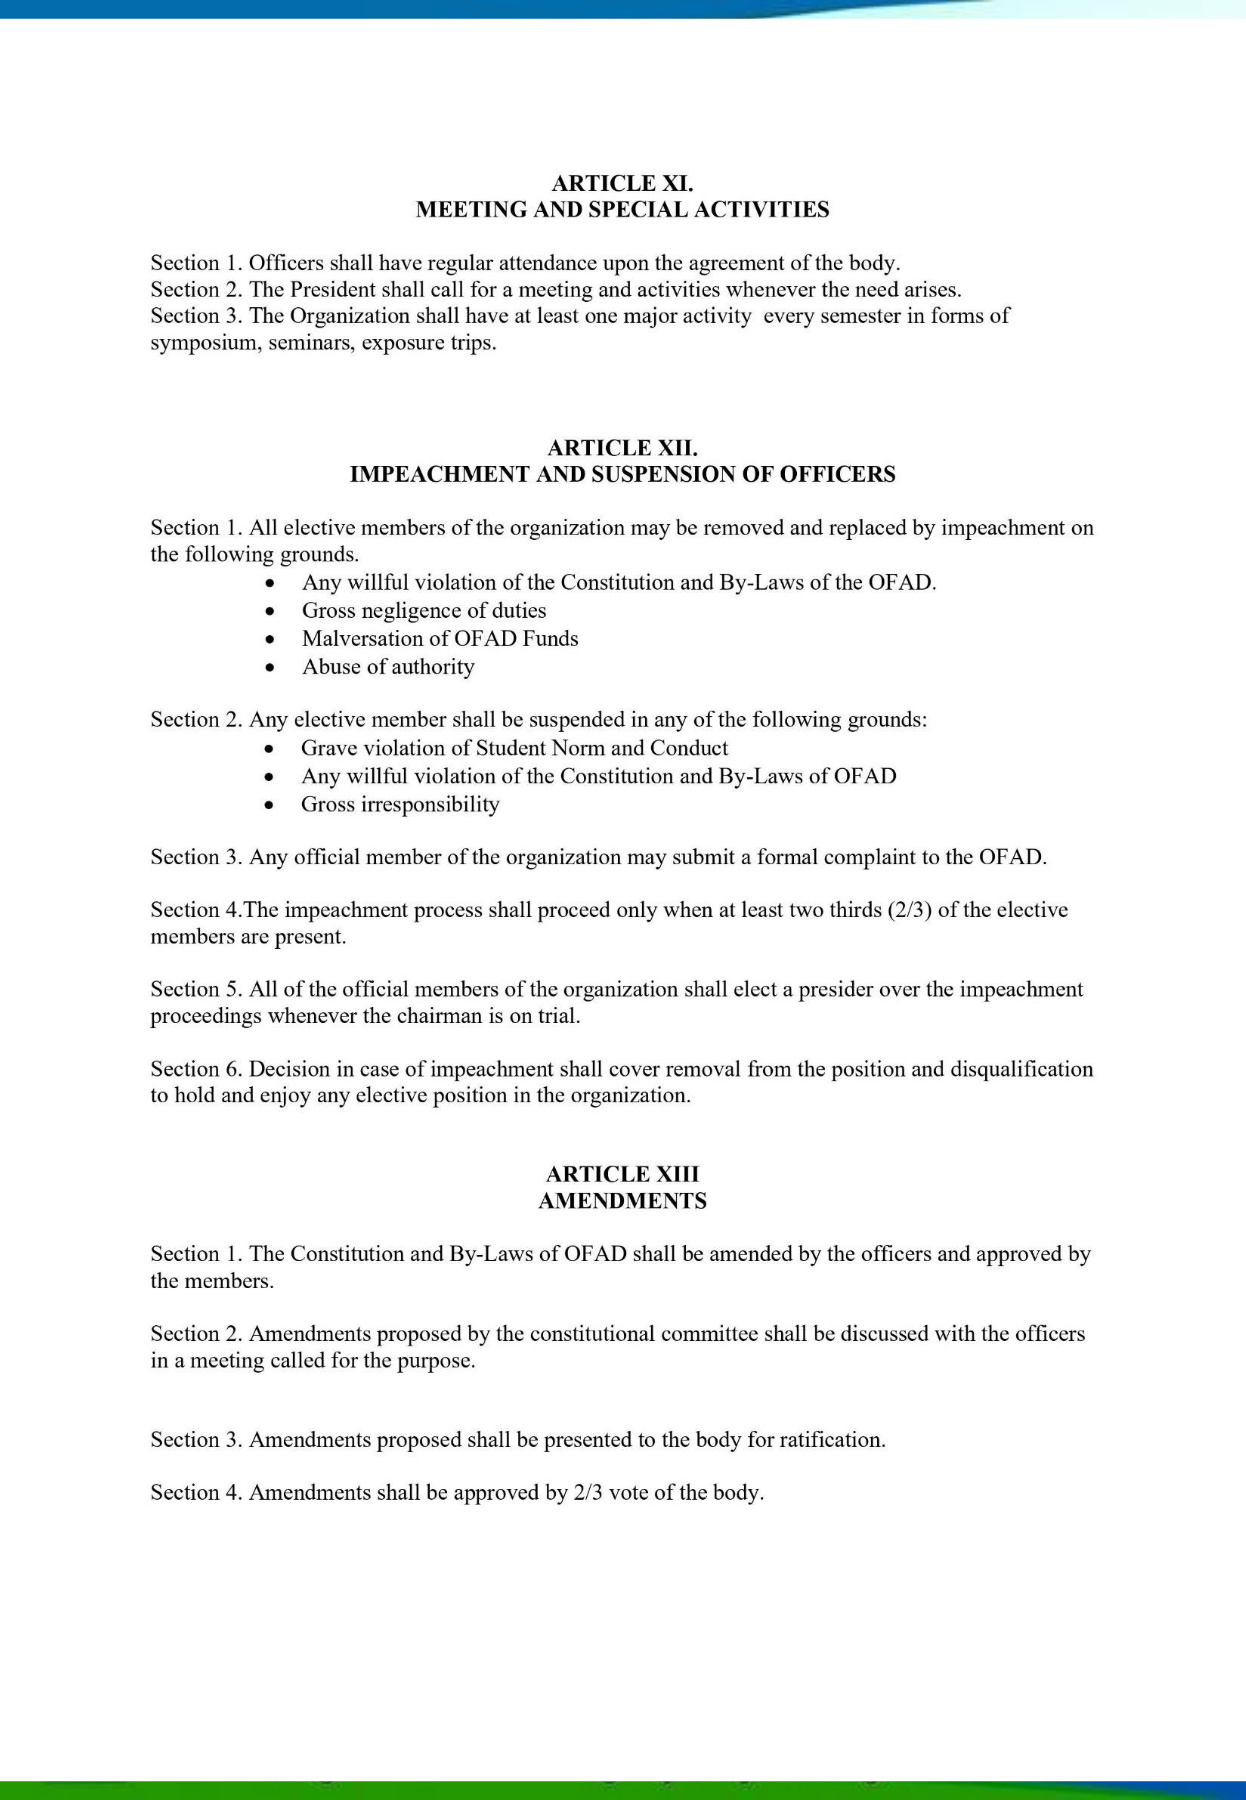 ARTICLE XI.
MEETING AND SPECIAL ACTIVITIES
Section 1. Officers shall have regular attendance upon the agreement of the body.
Section 2. The President shall call for a meeting and activities whenever the need arises.
Section 3. The Organization shall have at least one major activity  every semester in forms of
symposium, seminars, exposure trips.
ARTICLE XII.
IMPEACHMENT AND SUSPENSION OF OFFICERS
Section 1. All elective members of the organization may be removed and replaced by impeachment on
the following grounds.
• Any willful violation of the Constitution and By-Laws of the OFAD.
• Gross negligence of duties
• Malversation of OFAD Funds
• Abuse of authority
Section 2. Any elective member shall be suspended in any of the following grounds:
• Grave violation of Student Norm and Conduct
• Any willful violation of the Constitution and By-Laws of OFAD
• Gross irresponsibility
Section 3. Any official member of the organization may submit a formal complaint to the OFAD.
Section 4.The impeachment process shall proceed only when at least two thirds (2/3) of the elective
members are present.
Section 5. All of the official members of the organization shall elect a presider over the impeachment
proceedings whenever the chairman is on trial.
Section 6. Decision in case of impeachment shall cover removal from the position and disqualification
to hold and enjoy any elective position in the organization.
ARTICLE XIII
AMENDMENTS
Section 1. The Constitution and By-Laws of OFAD shall be amended by the officers and approved by
the members.
Section 2. Amendments proposed by the constitutional committee shall be discussed with the officers
in a meeting called for the purpose.
Section 3. Amendments proposed shall be presented to the body for ratification.
Section 4. Amendments shall be approved by 2/3 vote of the body.